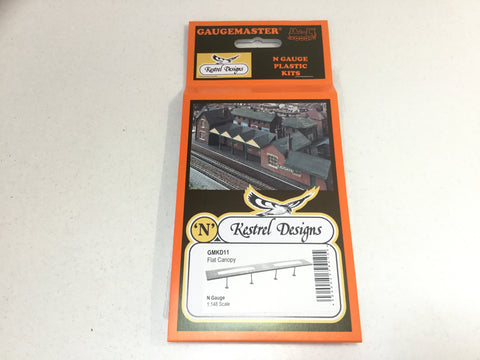 GAUGEMASTER®
Kestrel Designs
N GAUGE
PLASTIC
KITS
'N'
Kestrel Designs
GMKD11
Flat Canopy
N Gauge
1:148 Scale